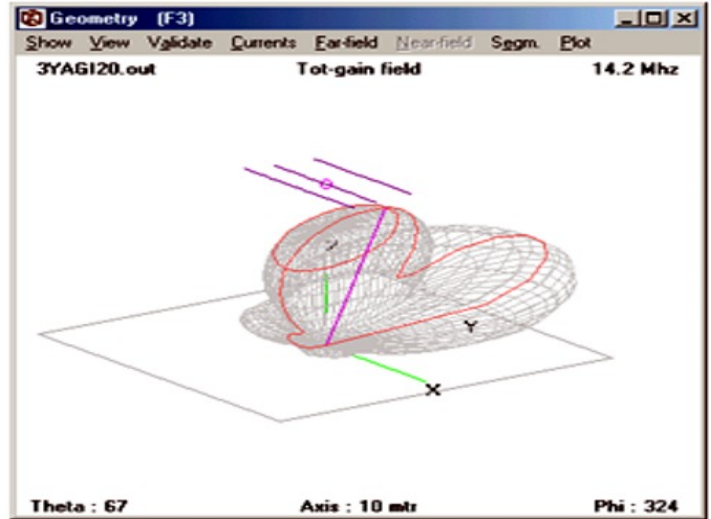 Geometry (F3)
Show View Validate Currents Far-field Near-field Segm. Plot
3YAGI20.out Tot-gain field 14.2 Mhz
Y
X
Theta : 67 Axis : 10 mtr Phi : 324